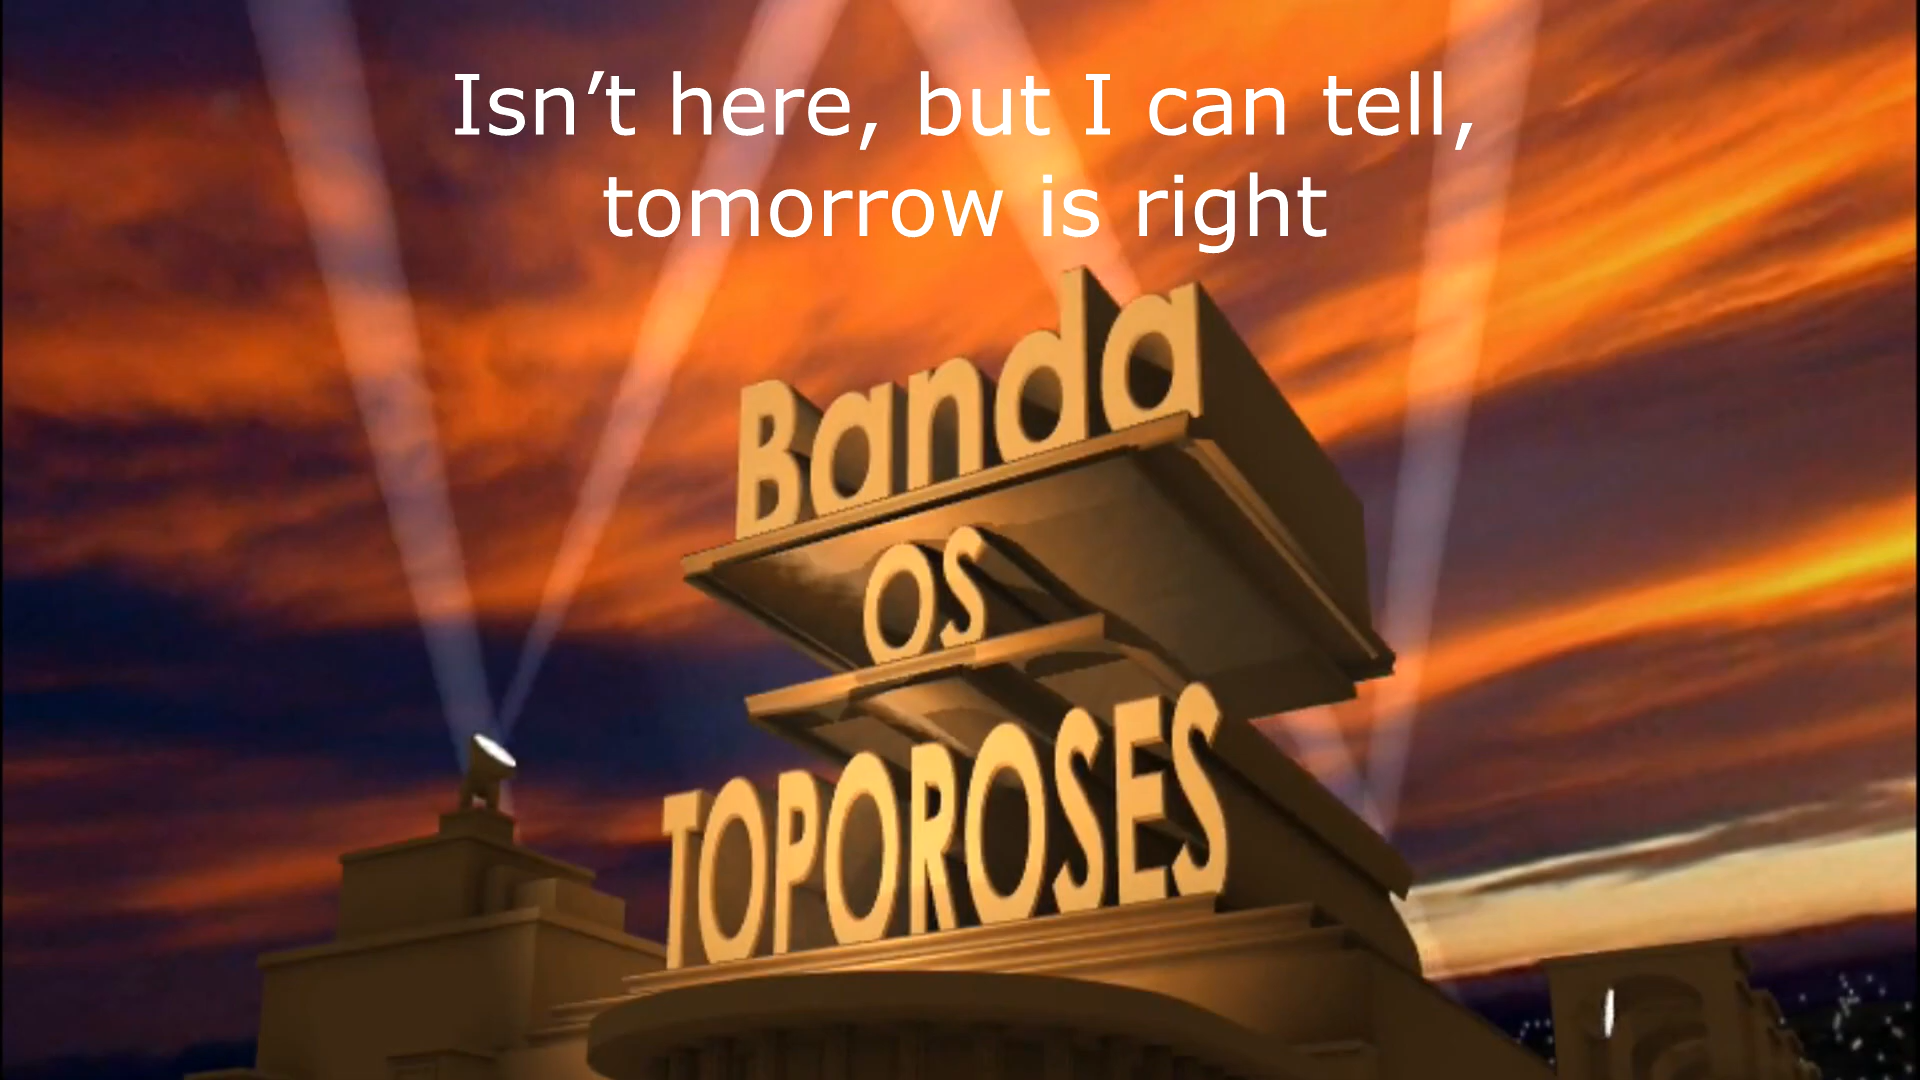 Isn’t here, but I can tell,
tomorrow is right
Banda
OS
TOPOROSES